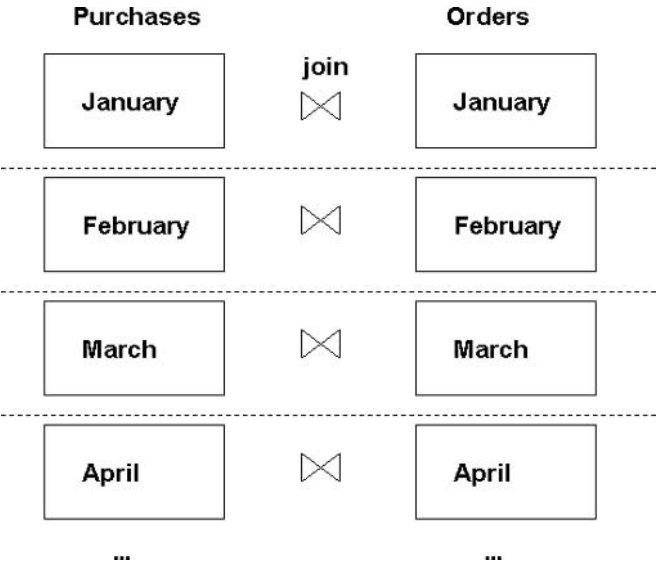 Purchases Orders
join
January January
February February
March March
April April
... ...